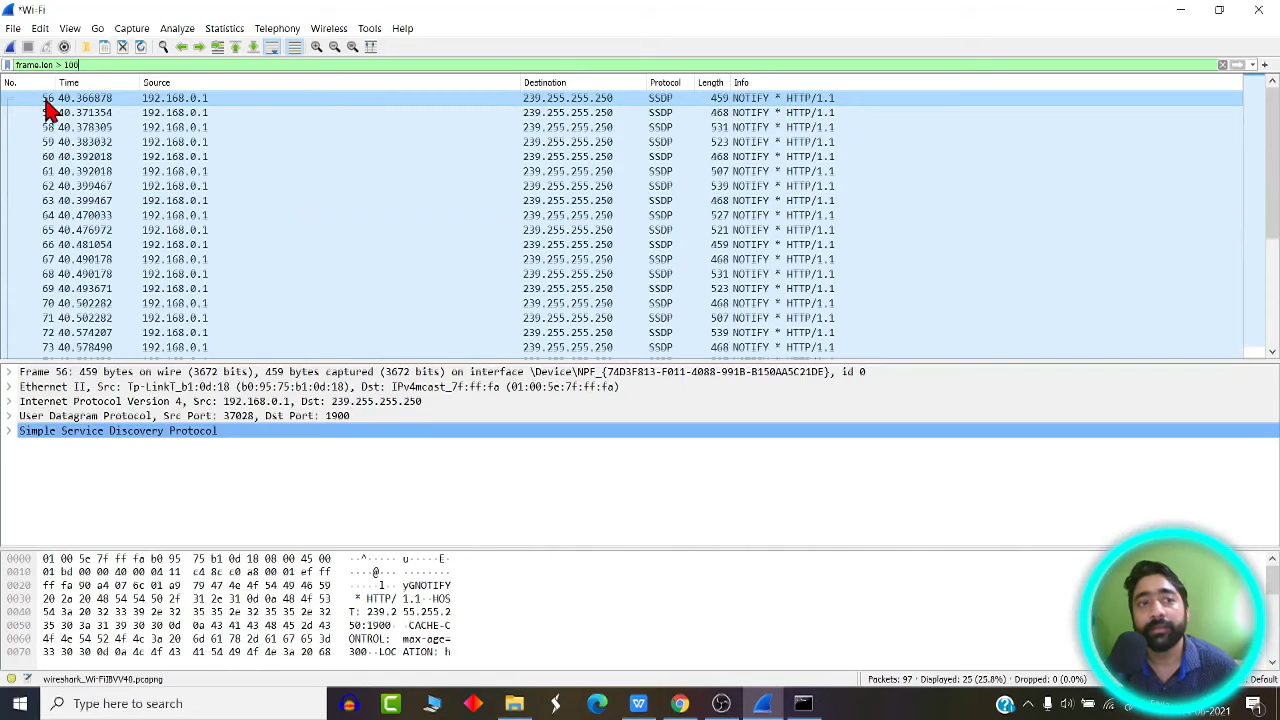 *Wi-Fi
File Edit View Go Capture Analyze Statistics Telephony Wireless Tools Help
frame.len > 100
No. Time Source Destination Protocol Length Info
56 40.366878 192.168.0.1 239.255.255.250 SSDP 459 NOTIFY * HTTP/1.1
40.371354 192.168.0.1 239.255.255.250 SSDP 468 NOTIFY * HTTP/1.1
58 40.378305 192.168.0.1 239.255.255.250 SSDP 531 NOTIFY * HTTP/1.1
59 40.383032 192.168.0.1 239.255.255.250 SSDP 523 NOTIFY * HTTP/1.1
60 40.392018 192.168.0.1 239.255.255.250 SSDP 468 NOTIFY * HTTP/1.1
61 40.392018 192.168.0.1 239.255.255.250 SSDP 507 NOTIFY * HTTP/1.1
62 40.399467 192.168.0.1 239.255.255.250 SSDP 539 NOTIFY * HTTP/1.1
63 40.399467 192.168.0.1 239.255.255.250 SSDP 468 NOTIFY * HTTP/1.1
64 40.470033 192.168.0.1 239.255.255.250 SSDP 527 NOTIFY * HTTP/1.1
65 40.476972 192.168.0.1 239.255.255.250 SSDP 521 NOTIFY * HTTP/1.1
66 40.481054 192.168.0.1 239.255.255.250 SSDP 459 NOTIFY * HTTP/1.1
67 40.490178 192.168.0.1 239.255.255.250 SSDP 468 NOTIFY * HTTP/1.1
68 40.490178 192.168.0.1 239.255.255.250 SSDP 531 NOTIFY * HTTP/1.1
69 40.493671 192.168.0.1 239.255.255.250 SSDP 523 NOTIFY * HTTP/1.1
70 40.502282 192.168.0.1 239.255.255.250 SSDP 468 NOTIFY * HTTP/1.1
71 40.502282 192.168.0.1 239.255.255.250 SSDP 507 NOTIFY * HTTP/1.1
72 40.574207 192.168.0.1 239.255.255.250 SSDP 539 NOTIFY * HTTP/1.1
73 40.578490 192.168.0.1 239.255.255.250 SSDP 468 NOTIFY * HTTP/1.1
Frame 56: 459 bytes on wire (3672 bits), 459 bytes captured (3672 bits) on interface \Device\NPF_{74D3F813-F011-4088-991B-B150AA5C21DE}, id 0
Ethernet II, Src: Tp-LinkT_b1:0d:18 (b0:95:75:b1:0d:18), Dst: IPv4mcast_7f:ff:fa (01:00:5e:7f:ff:fa)
Internet Protocol Version 4, Src: 192.168.0.1, Dst: 239.255.255.250
User Datagram Protocol, Src Port: 37028, Dst Port: 1900
Simple Service Discovery Protocol
0000 01 00 5e 7f ff fa b0 95 75 b1 0d 18 08 00 45 00 ··^····· u·····E·
0010 01 bd 00 00 40 00 04 11 c4 8c c0 a8 00 01 ef ff ····@··· ········
0020 ff fa 90 a4 07 6c 01 a9 79 47 4e 4f 54 49 46 59 ·····l·· yGNOTIFY
0030 20 2a 20 48 54 54 50 2f 31 2e 31 0d 0a 48 4f 53 * HTTP/ 1.1··HOS
0040 54 3a 20 32 33 39 2e 32 35 35 2e 32 35 35 2e 32 T: 239.2 55.255.2
0050 35 30 3a 31 39 30 30 0d 0a 43 41 43 48 45 2d 43 50:1900· ·CACHE-C
0060 4f 4e 54 52 4f 4c 3a 20 6d 61 78 2d 61 67 65 3d ONTROL: max-age=
0070 33 30 30 0d 0a 4c 4f 43 41 54 49 4f 4e 3a 20 68 300··LOC ATION: h
wireshark_Wi-FiIBVV40.pcapng Packets: 97 · Displayed: 25 (25.8%) · Dropped: 0 (0.0%) Default
Type here to search